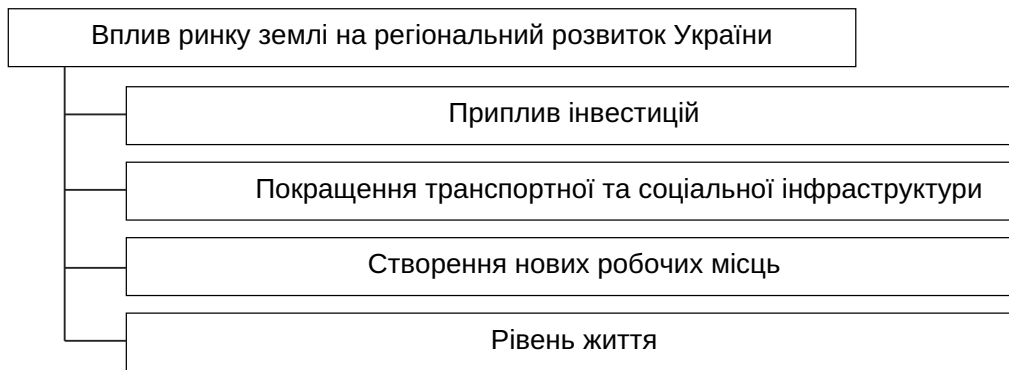 Вплив ринку землі на регіональний розвиток України
Приплив інвестицій
Покращення транспортної та соціальної інфраструктури
Створення нових робочих місць
Рівень життя